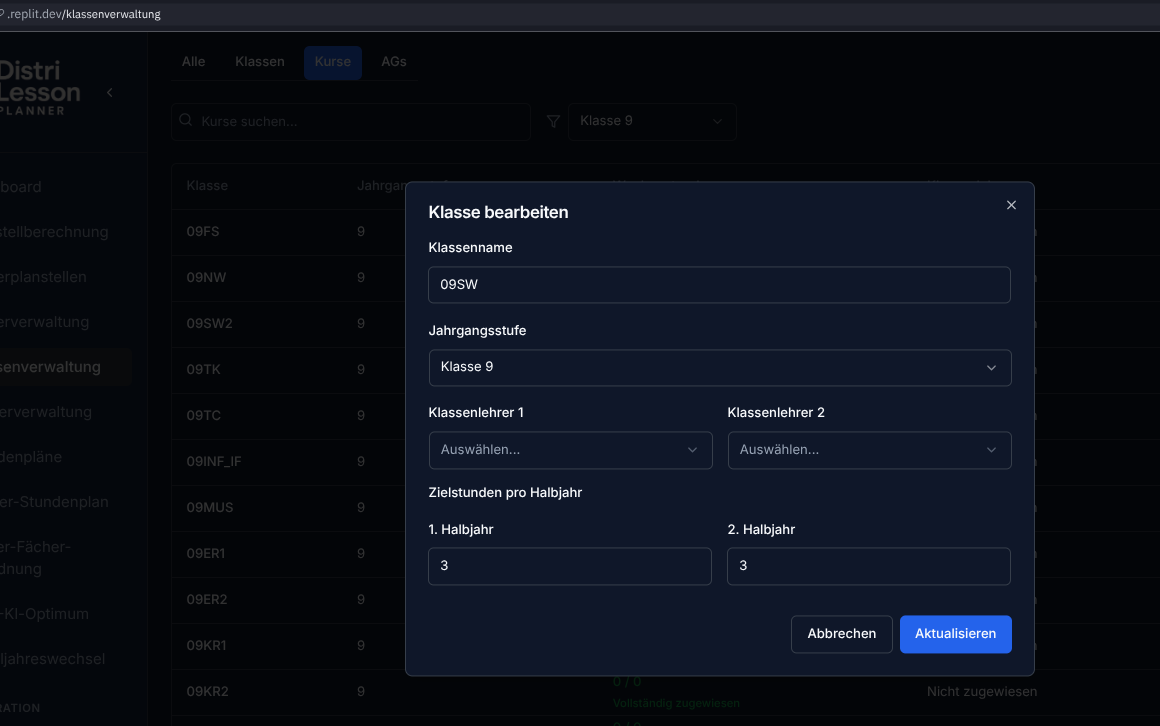 .replit.dev/klassenverwaltung
Distri
Lesson
PLANNER
Alle Klassen Kurse AGs
Kurse suchen...
Klasse 9
board
stellberechnung
erplanstellen
erverwaltung
senverwaltung
erverwaltung
denpläne
er-Stundenplan
er-Fächer-
dnung
-KI-Optimum
ljahreswechsel
RATION
Klasse
09FS 9
09NW 9
09SW2 9
09TK 9
09TC 9
09INF_IF 9
09MUS 9
09ER1 9
09ER2 9
09KR1 9
09KR2 9
0 / 0
Vollständig zugewiesen
Nicht zugewiesen
0 / 0
Klasse bearbeiten
Klassenname
09SW
Jahrgangsstufe
Klasse 9
Klassenlehrer 1 Klassenlehrer 2
Auswählen... Auswählen...
Zielstunden pro Halbjahr
1. Halbjahr 2. Halbjahr
3 3
Abbrechen Aktualisieren